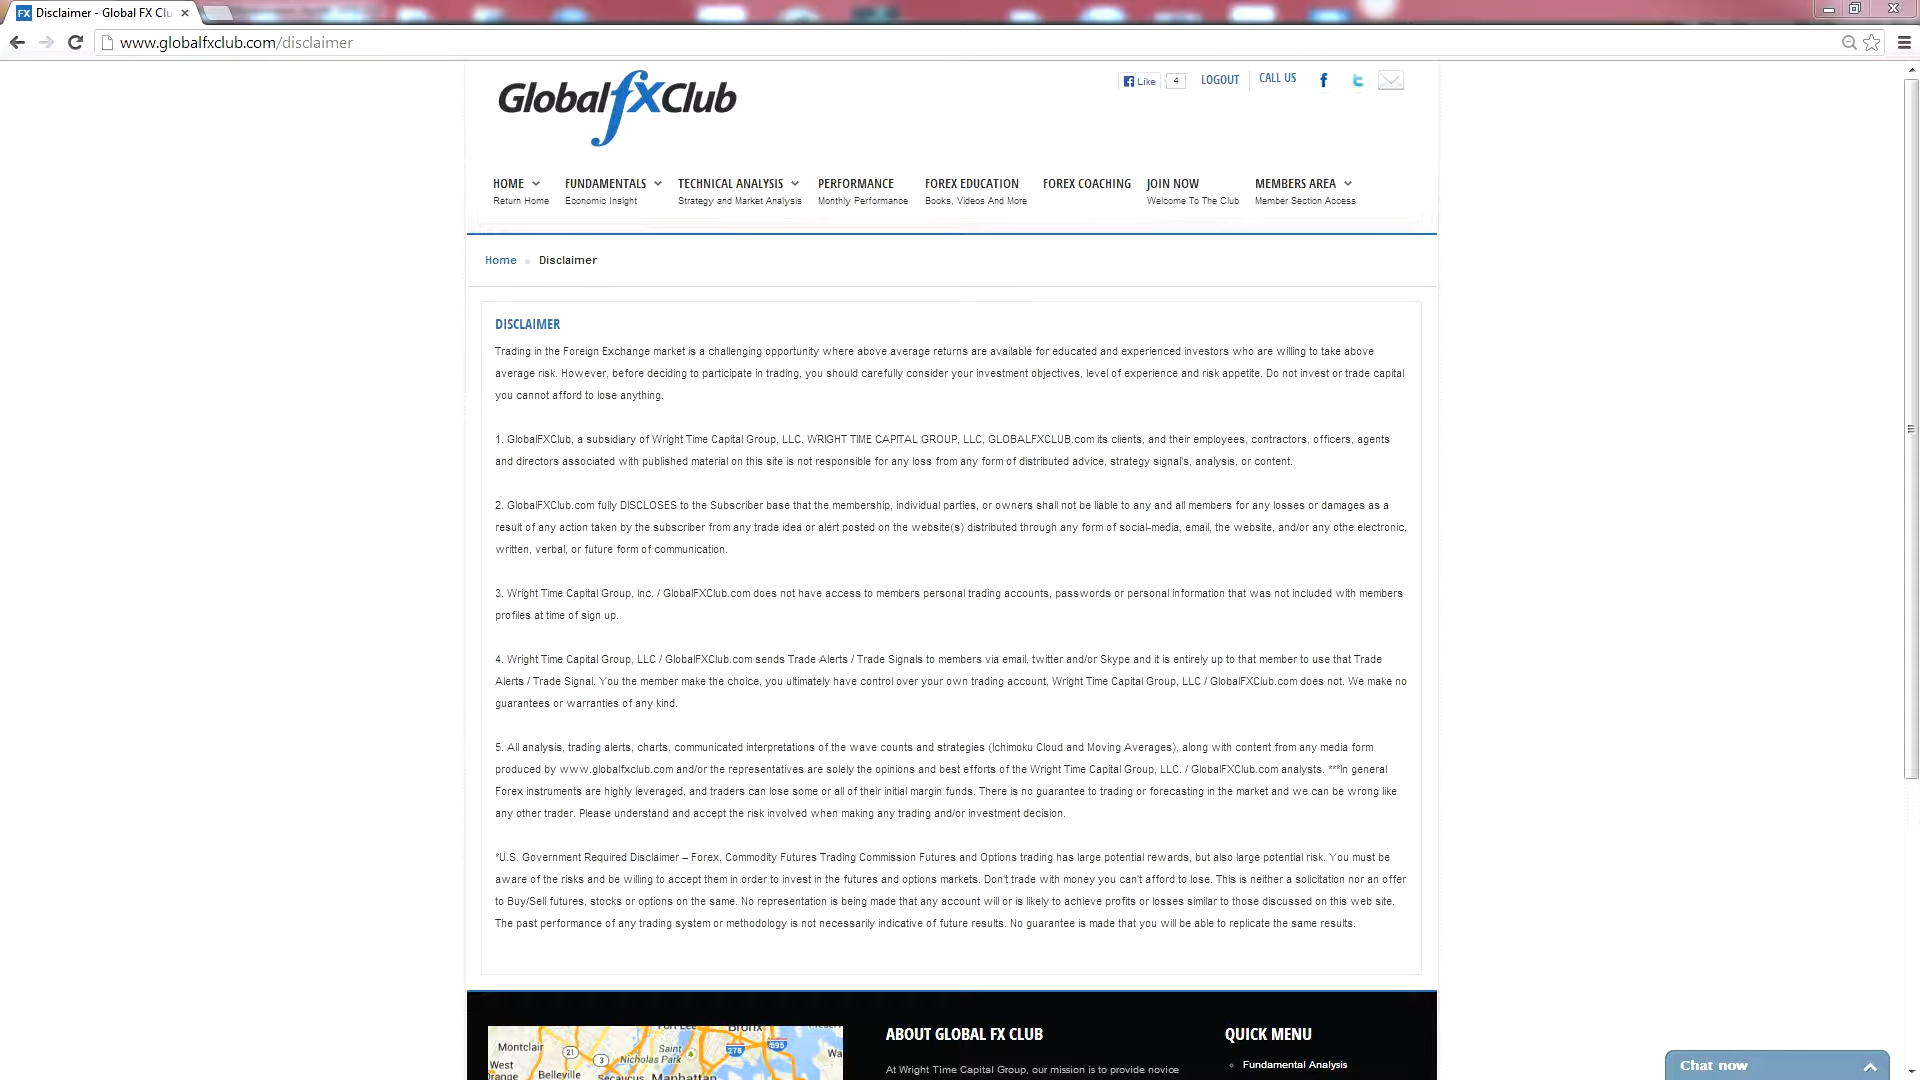 Disclaimer - Global FX Clu
www.globalfxclub.com/disclaimer
GlobalfxClub
Like 4 LOGOUT CALL US
HOME FUNDAMENTALS TECHNICAL ANALYSIS PERFORMANCE FOREX EDUCATION FOREX COACHING JOIN NOW MEMBERS AREA
Return Home Economic Insight Strategy and Market Analysis Monthly Performance Books, Videos And More Welcome To The Club Member Section Access
Home Disclaimer
DISCLAIMER
Trading in the Foreign Exchange market is a challenging opportunity where above average returns are available for educated and experienced investors who are willing to take above
average risk. However, before deciding to participate in trading, you should carefully consider your investment objectives, level of experience and risk appetite. Do not invest or trade capital
you cannot afford to lose anything.
1. GlobalFXClub, a subsidiary of Wright Time Capital Group, LLC. WRIGHT TIME CAPITAL GROUP, LLC, GLOBALFXCLUB.com its clients, and their employees, contractors, officers, agents
and directors associated with published material on this site is not responsible for any loss from any form of distributed advice, strategy signal's, analysis, or content.
2. GlobalFXClub.com fully DISCLOSES to the Subscriber base that the membership, individual parties, or owners shall not be liable to any and all members for any losses or damages as a
result of any action taken by the subscriber from any trade idea or alert posted on the website(s) distributed through any form of social-media, email, the website, and/or any othe electronic,
written, verbal, or future form of communication.
3. Wright Time Capital Group, Inc. / GlobalFXClub.com does not have access to members personal trading accounts, passwords or personal information that was not included with members
profiles at time of sign up.
4. Wright Time Capital Group, LLC / GlobalFXClub.com sends Trade Alerts / Trade Signals to members via email, twitter and/or Skype and it is entirely up to that member to use that Trade
Alerts / Trade Signal. You the member make the choice, you ultimately have control over your own trading account, Wright Time Capital Group, LLC / GlobalFXClub.com does not. We make no
guarantees or warranties of any kind.
5. All analysis, trading alerts, charts, communicated interpretations of the wave counts and strategies (Ichimoku Cloud and Moving Averages), along with content from any media form
produced by www.globalfxclub.com and/or the representatives are solely the opinions and best efforts of the Wright Time Capital Group, LLC. / GlobalFXClub.com analysts. ***In general
Forex instruments are highly leveraged, and traders can lose some or all of their initial margin funds. There is no guarantee to trading or forecasting in the market and we can be wrong like
any other trader. Please understand and accept the risk involved when making any trading and/or investment decision.
*U.S. Government Required Disclaimer – Forex, Commodity Futures Trading Commission Futures and Options trading has large potential rewards, but also large potential risk. You must be
aware of the risks and be willing to accept them in order to invest in the futures and options markets. Don't trade with money you can't afford to lose. This is neither a solicitation nor an offer
to Buy/Sell futures, stocks or options on the same. No representation is being made that any account will or is likely to achieve profits or losses similar to those discussed on this web site.
The past performance of any trading system or methodology is not necessarily indicative of future results. No guarantee is made that you will be able to replicate the same results.
Bronx
Montclair 21 3 Saint Nicholas Park 278 595
West Orange Belleville Secaucus Manhattan
ABOUT GLOBAL FX CLUB
At Wright Time Capital Group, our mission is to provide novice
QUICK MENU
Fundamental Analysis
Chat now